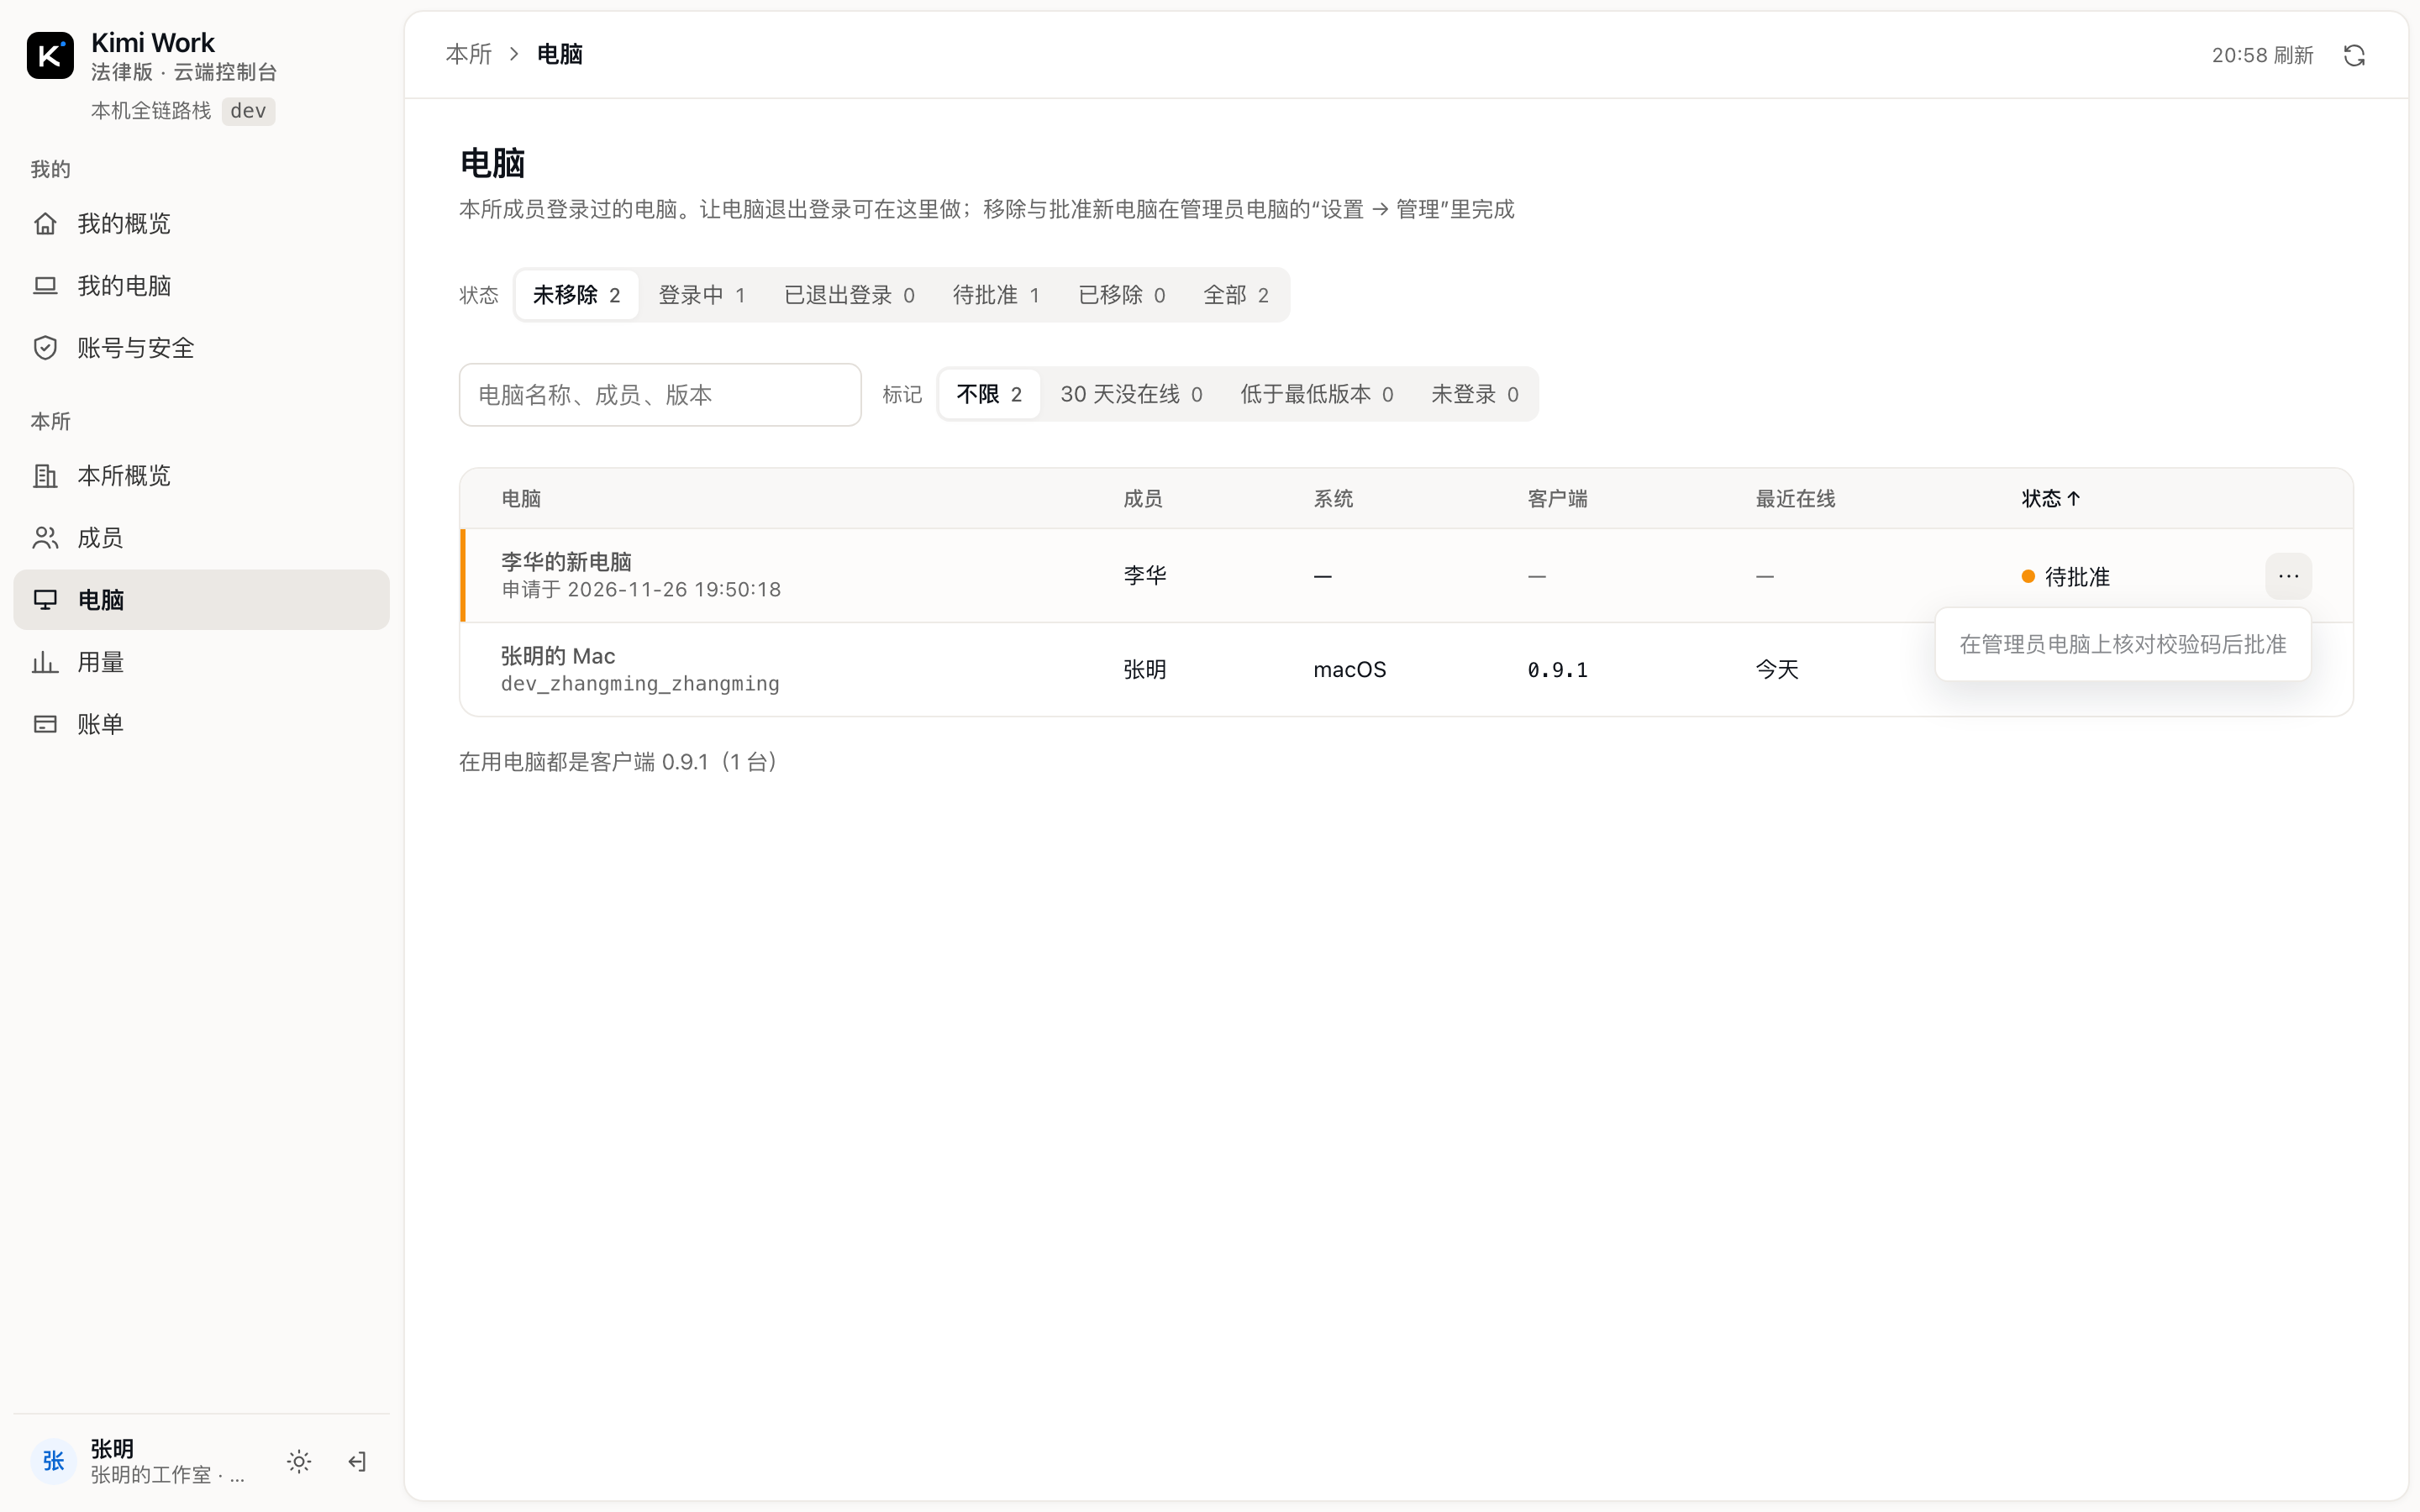 Kimi Work
法律版 · 云端控制台
本机全链路栈 dev
我的
我的概览
我的电脑
账号与安全
本所
本所概览
成员
电脑
用量
账单
张
张明
张明的工作室 · ...
本所 > 电脑
20:58 刷新
电脑
本所成员登录过的电脑。让电脑退出登录可在这里做；移除与批准新电脑在管理员电脑的“设置 → 管理”里完成
状态 未移除 2 登录中 1 已退出登录 0 待批准 1 已移除 0 全部 2
电脑名称、成员、版本 标记 不限 2 30 天没在线 0 低于最低版本 0 未登录 0
电脑 成员 系统 客户端 最近在线 状态 ↑
李华的新电脑
申请于 2026-11-26 19:50:18
李华 — — — 待批准 ...
在管理员电脑上核对校验码后批准
张明的 Mac
dev_zhangming_zhangming
张明 macOS 0.9.1 今天
在用电脑都是客户端 0.9.1（1 台）